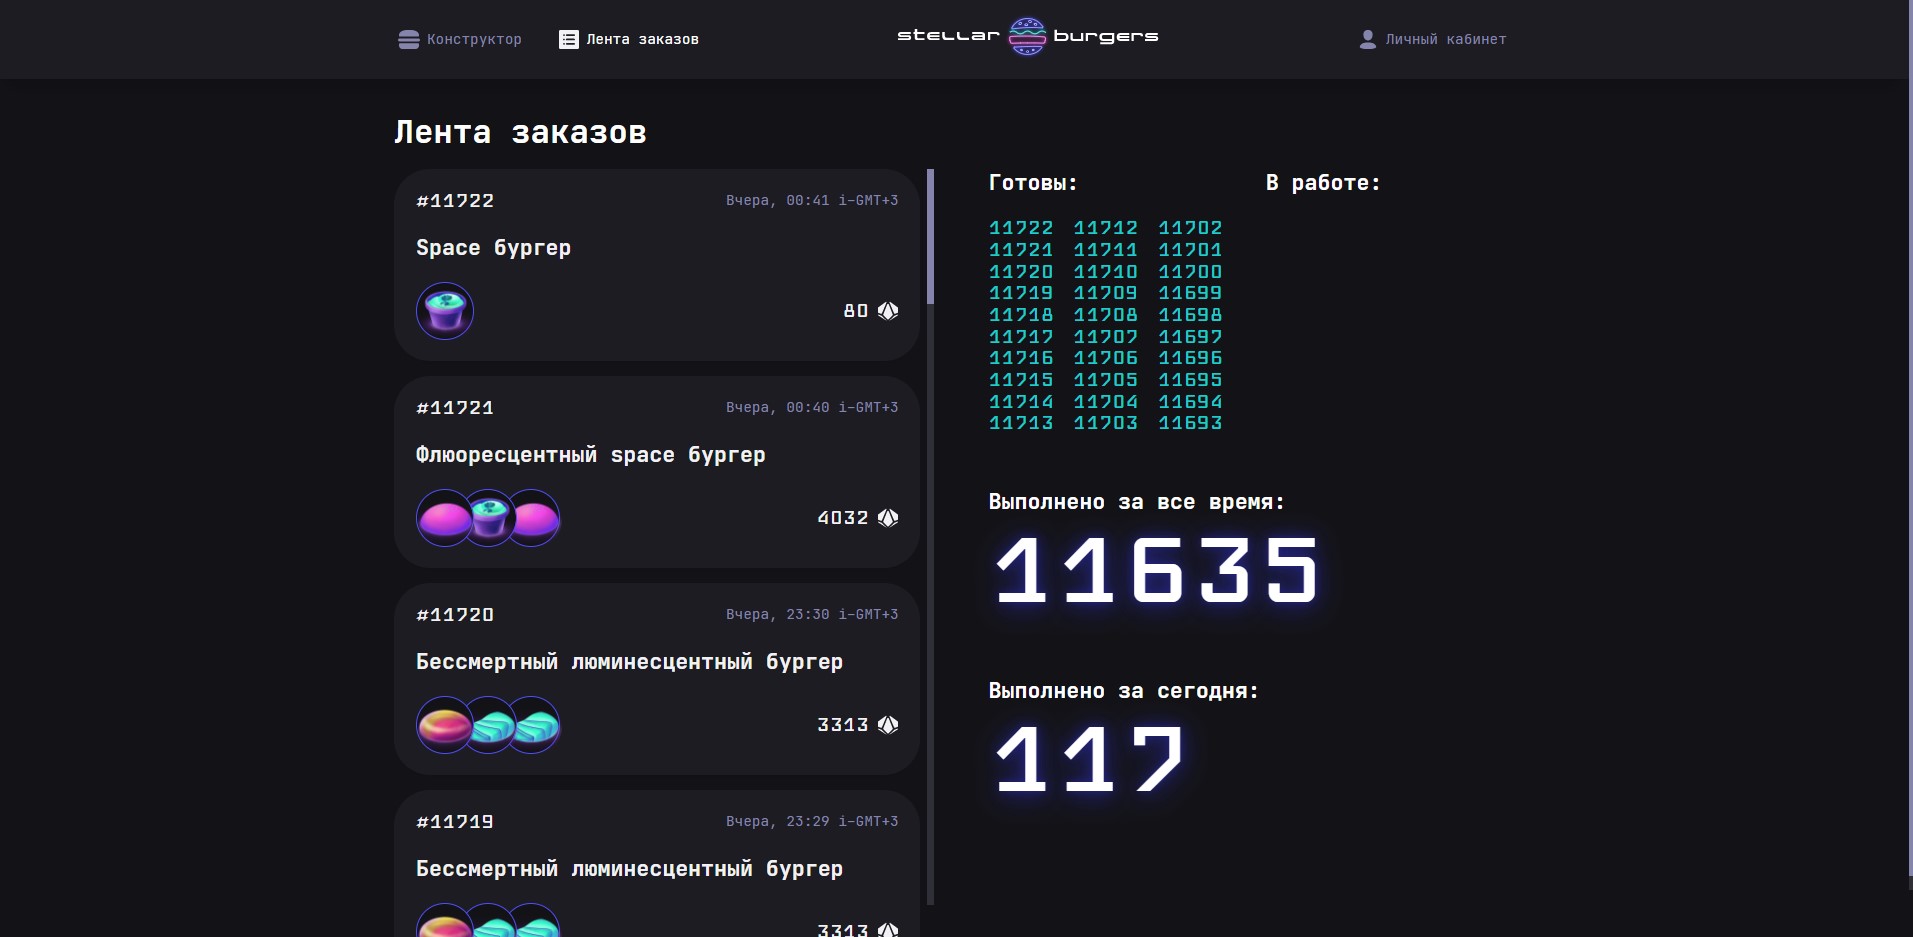 Конструктор
Лента заказов
stellar burgers
Личный кабинет
Лента заказов
#11722 Вчера, 00:41 i-GMT+3
Space бургер
80
#11721 Вчера, 00:40 i-GMT+3
Флюоресцентный space бургер
4032
#11720 Вчера, 23:30 i-GMT+3
Бессмертный люминесцентный бургер
3313
#11719 Вчера, 23:29 i-GMT+3
Бессмертный люминесцентный бургер
3313
Готовы:
11722 11712 11702
11721 11711 11701
11720 11710 11700
11719 11709 11699
11718 11708 11698
11717 11707 11697
11716 11706 11696
11715 11705 11695
11714 11704 11694
11713 11703 11693
В работе:
Выполнено за все время:
11635
Выполнено за сегодня:
117